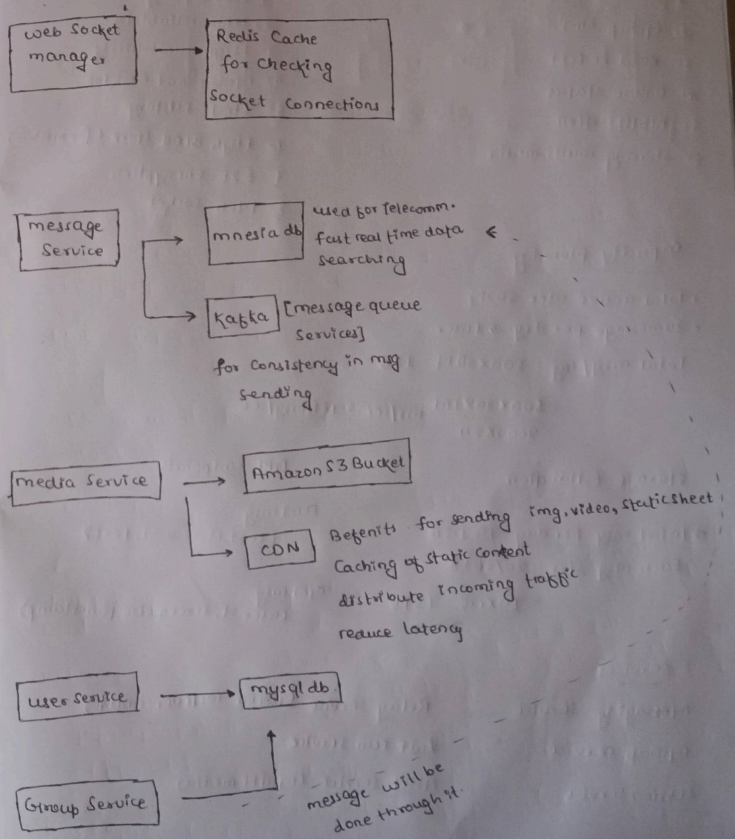 web socket
manager
Redis Cache
for checking
Socket Connections
message
Service
mnesia db
used for Telecomm.
fast real time data
searching
Kafka
[message queue
Services]
for consistency in msg
sending
media Service
Amazon S3 Bucket
CDN
Befenits for sending img, video, static sheet
Caching of static content
distribute incoming traffic
reduce latency
user service
mysql db
Group Service
message will be
done through it.